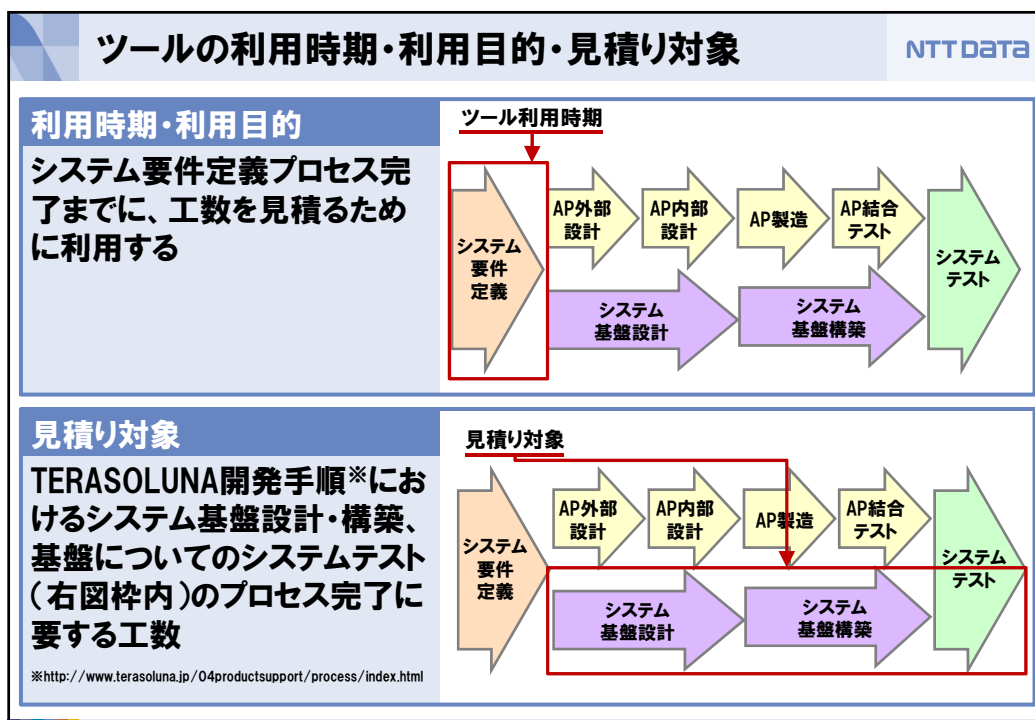 ツールの利用時期・利用目的・見積り対象
NTT DATA
利用時期・利用目的
システム要件定義プロセス完
了までに、工数を見積るため
に利用する
ツール利用時期
システム
要件
定義
AP外部
設計
AP内部
設計
AP製造
AP結合
テスト
システム
基盤設計
システム
基盤構築
システム
テスト
見積り対象
TERASOLUNA開発手順※にお
けるシステム基盤設計・構築、
基盤についてのシステムテスト
（右図枠内）のプロセス完了に
要する工数
※http://www.terasoluna.jp/04productsupport/process/index.html
見積り対象
システム
要件
定義
AP外部
設計
AP内部
設計
AP製造
AP結合
テスト
システム
基盤設計
システム
基盤構築
システム
テスト